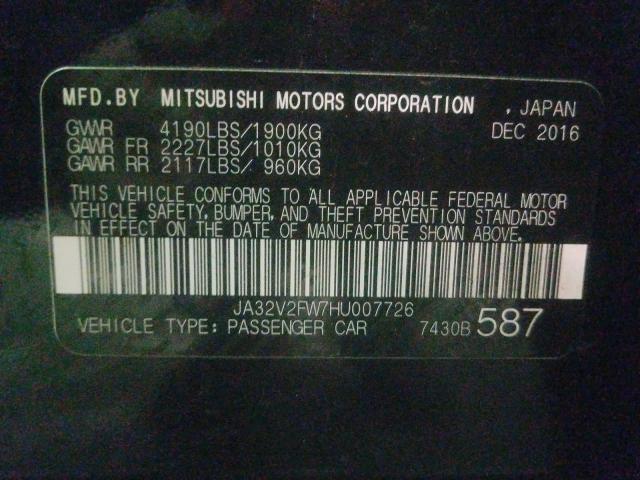 MFD.BY MITSUBISHI MOTORS CORPORATION , JAPAN
GVWR 4190LBS/1900KG DEC 2016
GAWR FR 2227LBS/1010KG
GAWR RR 2117LBS/ 960KG
THIS VEHICLE CONFORMS TO ALL APPLICABLE FEDERAL MOTOR
VEHICLE SAFETY, BUMPER, AND THEFT PREVENTION STANDARDS
IN EFFECT ON THE DATE OF MANUFACTURE SHOWN ABOVE.
JA32V2FW7HU007726
VEHICLE TYPE: PASSENGER CAR 7430B 587